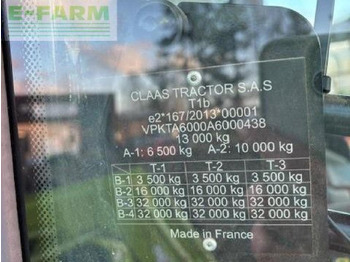 E-FARM
CLAAS TRACTOR S.A.S
T1b
e2*167/2013*00001
VPKTA6000A6000438
13 000 kg
A-1: 6 500 kg A-2: 10 000 kg
T-1 T-2 T-3
B-1 3 500 kg 3 500 kg 3 500 kg
B-2 16 000 kg 16 000 kg 16 000 kg
B-3 32 000 kg 32 000 kg 32 000 kg
B-4 32 000 kg 32 000 kg 32 000 kg
Made in France